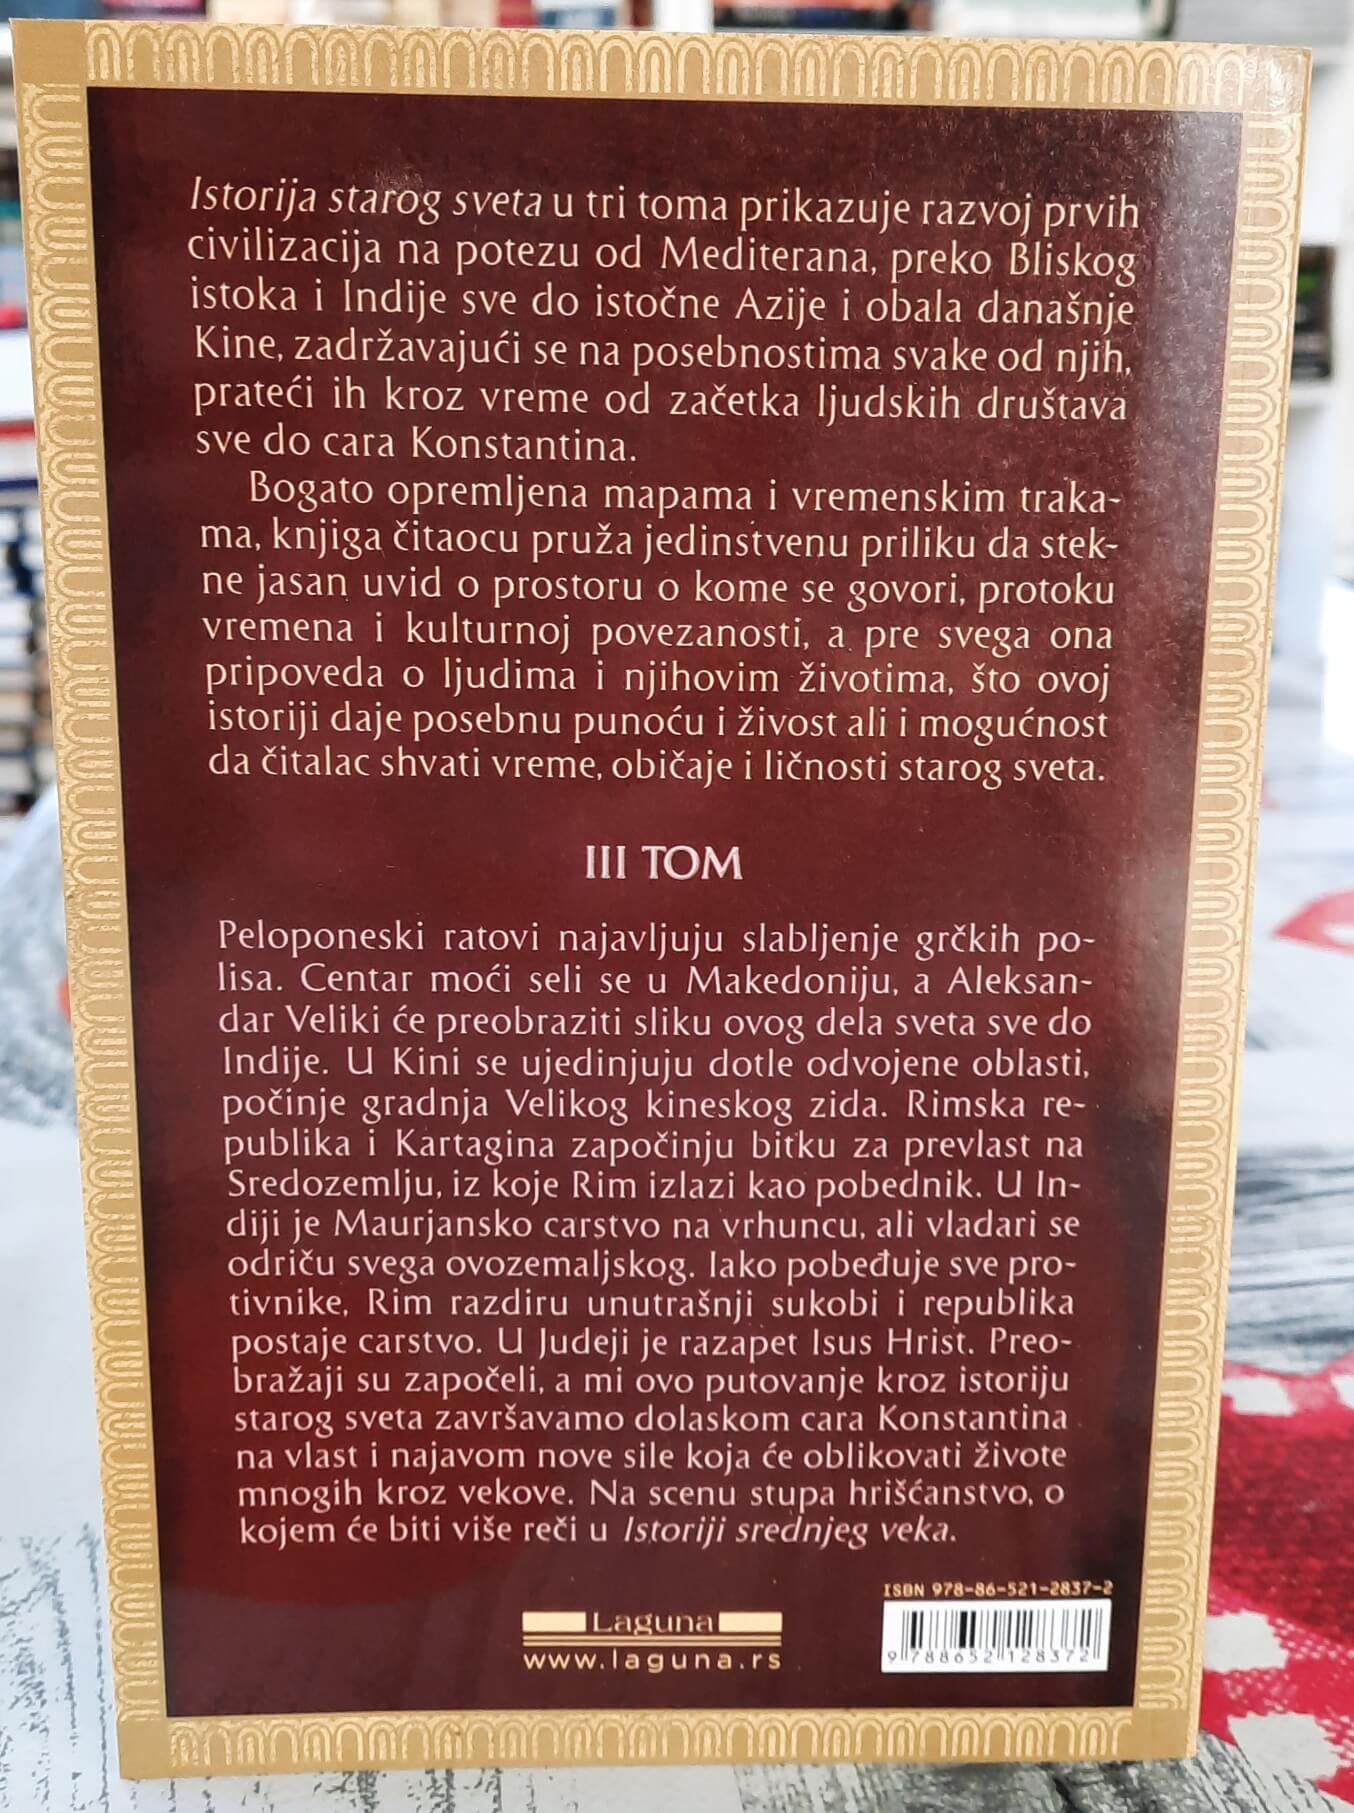 Istorija starog sveta u tri toma prikazuje razvoj prvih
civilizacija na potezu od Mediterana, preko Bliskog
istoka i Indije sve do istočne Azije i obala današnje
Kine, zadržavajući se na posebnostima svake od njih,
prateći ih kroz vreme od začetka ljudskih društava
sve do cara Konstantina.
Bogato opremljena mapama i vremenskim traka-
ma, knjiga čitaocu pruža jedinstvenu priliku da stek-
ne jasan uvid o prostoru o kome se govori, protoku
vremena i kulturnoj povezanosti, a pre svega ona
pripoveda o ljudima i njihovim životima, što ovoj
istoriji daje posebnu punoću i živost ali i mogućnost
da čitalac shvati vreme, običaje i ličnosti starog sveta.
III TOM
Peloponeski ratovi najavljuju slabljenje grčkih po-
lisa. Centar moći seli se u Makedoniju, a Aleksan-
dar Veliki će preobraziti sliku ovog dela sveta sve do
Indije. U Kini se ujedinjuju dotle odvojene oblasti,
počinje gradnja Velikog kineskog zida. Rimska re-
publika i Kartagina započinju bitku za prevlast na
Sredozemlju, iz koje Rim izlazi kao pobednik. U In-
diji je Maurjansko carstvo na vrhuncu, ali vladari se
odriču svega ovozemaljskog. Iako pobeđuje sve pro-
tivnike, Rim razdiru unutrašnji sukobi i republika
postaje carstvo. U Judeji je razapet Isus Hrist. Preo-
bražaji su započeli, a mi ovo putovanje kroz istoriju
starog sveta završavamo dolaskom cara Konstantina
na vlast i najavom nove sile koja će oblikovati živote
mnogih kroz vekove. Na scenu stupa hrišćanstvo, o
kojem će biti više reči u Istoriji srednjeg veka.
ISBN 978-86-521-2837-2
Laguna
www.laguna.rs
9 788652 128372